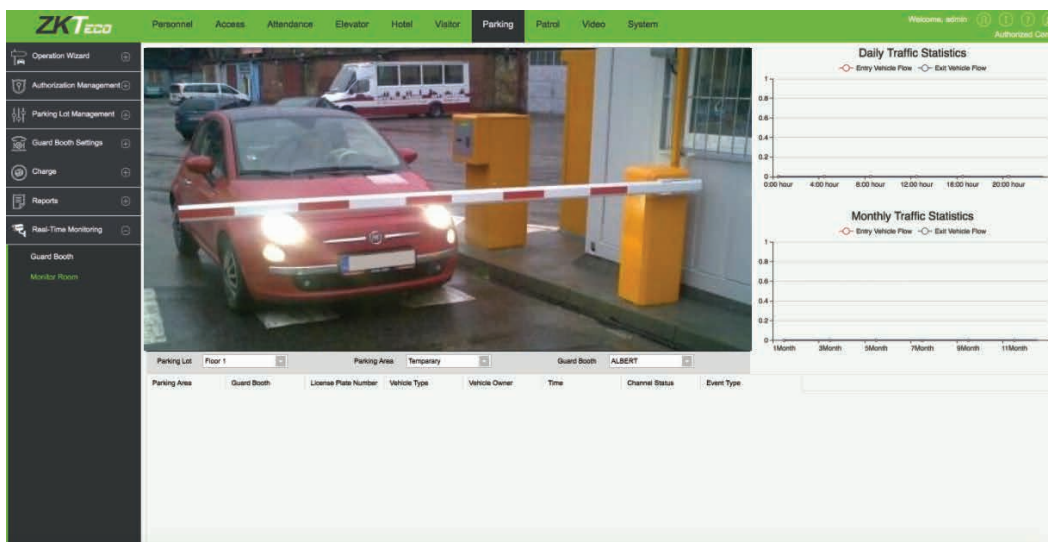 ZKTECO
Personnel Access Attendance Elevator Hotel Visitor Parking Patrol Video System
Welcome, admin
Authorized Con
Operation Wizard
Authorization Management
Parking Lot Management
Guard Booth Settings
Charge
Reports
Real-Time Monitoring
Guard Booth
Monitor Room
Daily Traffic Statistics
Entry Vehicle Flow Exit Vehicle Flow
1
0.8
0.6
0.4
0.2
0
0:00 hour 4:00 hour 8:00 hour 12:00 hour 16:00 hour 20:00 hour
Monthly Traffic Statistics
Entry Vehicle Flow Exit Vehicle Flow
1
0.8
0.6
0.4
0.2
0
1Month 3Month 5Month 7Month 9Month 11Month
Parking Lot Floor 1 Parking Area Temparary Guard Booth ALBERT
Parking Area Guard Booth License Plate Number Vehicle Type Vehicle Owner Time Channel Status Event Type